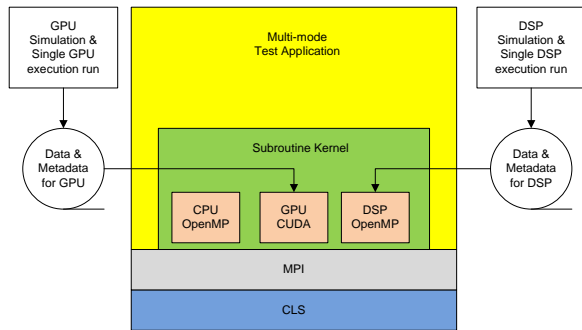 GPU
Simulation &
Single GPU
execution run
Multi-mode
Test Application
DSP
Simulation &
Single DSP
execution run
Data &
Metadata
for GPU
Subroutine Kernel
Data &
Metadata
for DSP
CPU
OpenMP
GPU
CUDA
DSP
OpenMP
MPI
CLS